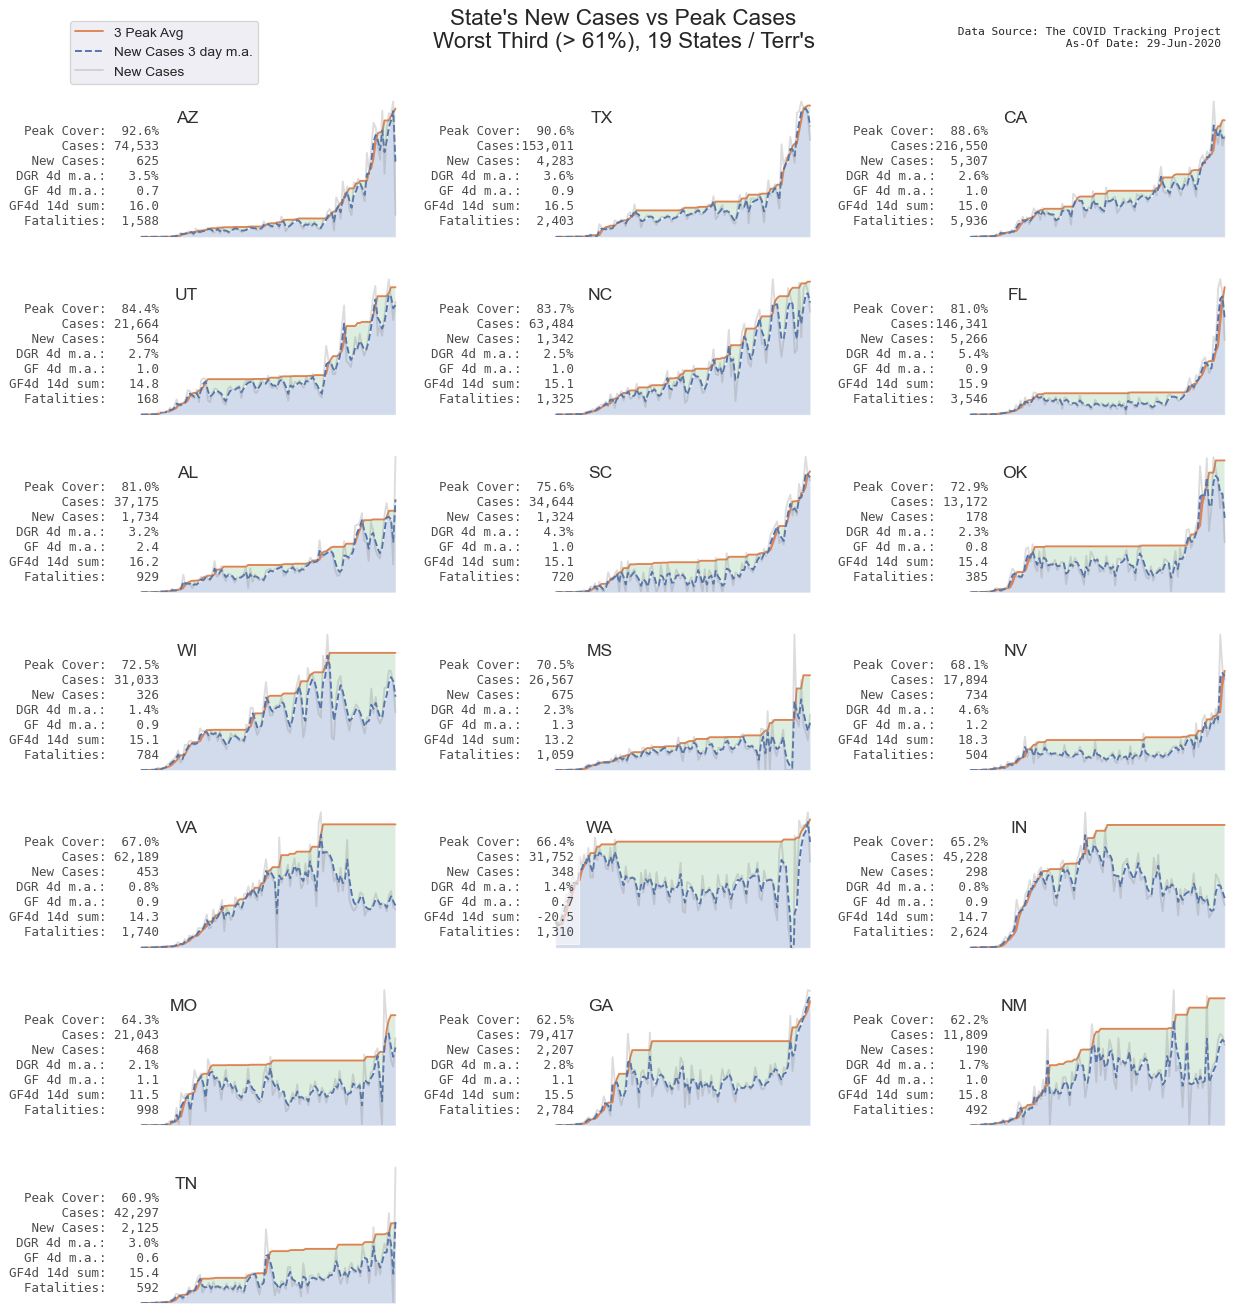 State's New Cases vs Peak Cases
Worst Third (> 61%), 19 States / Terr's
3 Peak Avg
New Cases 3 day m.a.
New Cases
Data Source: The COVID Tracking Project
As-Of Date: 29-Jun-2020
AZ
Peak Cover: 92.6%
Cases: 74,533
New Cases: 625
DGR 4d m.a.: 3.5%
GF 4d m.a.: 0.7
GF4d 14d sum: 16.0
Fatalities: 1,588
TX
Peak Cover: 90.6%
Cases:153,011
New Cases: 4,283
DGR 4d m.a.: 3.6%
GF 4d m.a.: 0.9
GF4d 14d sum: 16.5
Fatalities: 2,403
CA
Peak Cover: 88.6%
Cases:216,550
New Cases: 5,307
DGR 4d m.a.: 2.6%
GF 4d m.a.: 1.0
GF4d 14d sum: 15.0
Fatalities: 5,936
UT
Peak Cover: 84.4%
Cases: 21,664
New Cases: 564
DGR 4d m.a.: 2.7%
GF 4d m.a.: 1.0
GF4d 14d sum: 14.8
Fatalities: 168
NC
Peak Cover: 83.7%
Cases: 63,484
New Cases: 1,342
DGR 4d m.a.: 2.5%
GF 4d m.a.: 1.0
GF4d 14d sum: 15.1
Fatalities: 1,325
FL
Peak Cover: 81.0%
Cases:146,341
New Cases: 5,266
DGR 4d m.a.: 5.4%
GF 4d m.a.: 0.9
GF4d 14d sum: 15.9
Fatalities: 3,546
AL
Peak Cover: 81.0%
Cases: 37,175
New Cases: 1,734
DGR 4d m.a.: 3.2%
GF 4d m.a.: 2.4
GF4d 14d sum: 16.2
Fatalities: 929
SC
Peak Cover: 75.6%
Cases: 34,644
New Cases: 1,324
DGR 4d m.a.: 4.3%
GF 4d m.a.: 1.0
GF4d 14d sum: 15.1
Fatalities: 720
OK
Peak Cover: 72.9%
Cases: 13,172
New Cases: 178
DGR 4d m.a.: 2.3%
GF 4d m.a.: 0.8
GF4d 14d sum: 15.4
Fatalities: 385
WI
Peak Cover: 72.5%
Cases: 31,033
New Cases: 326
DGR 4d m.a.: 1.4%
GF 4d m.a.: 0.9
GF4d 14d sum: 15.1
Fatalities: 784
MS
Peak Cover: 70.5%
Cases: 26,567
New Cases: 675
DGR 4d m.a.: 2.3%
GF 4d m.a.: 1.3
GF4d 14d sum: 13.2
Fatalities: 1,059
NV
Peak Cover: 68.1%
Cases: 17,894
New Cases: 734
DGR 4d m.a.: 4.6%
GF 4d m.a.: 1.2
GF4d 14d sum: 18.3
Fatalities: 504
VA
Peak Cover: 67.0%
Cases: 62,189
New Cases: 453
DGR 4d m.a.: 0.8%
GF 4d m.a.: 0.9
GF4d 14d sum: 14.3
Fatalities: 1,740
WA
Peak Cover: 66.4%
Cases: 31,752
New Cases: 348
DGR 4d m.a.: 1.4%
GF 4d m.a.: 0.7
GF4d 14d sum: -20.5
Fatalities: 1,310
IN
Peak Cover: 65.2%
Cases: 45,228
New Cases: 298
DGR 4d m.a.: 0.8%
GF 4d m.a.: 0.9
GF4d 14d sum: 14.7
Fatalities: 2,624
MO
Peak Cover: 64.3%
Cases: 21,043
New Cases: 468
DGR 4d m.a.: 2.1%
GF 4d m.a.: 1.1
GF4d 14d sum: 11.5
Fatalities: 998
GA
Peak Cover: 62.5%
Cases: 79,417
New Cases: 2,207
DGR 4d m.a.: 2.8%
GF 4d m.a.: 1.1
GF4d 14d sum: 15.5
Fatalities: 2,784
NM
Peak Cover: 62.2%
Cases: 11,809
New Cases: 190
DGR 4d m.a.: 1.7%
GF 4d m.a.: 1.0
GF4d 14d sum: 15.8
Fatalities: 492
TN
Peak Cover: 60.9%
Cases: 42,297
New Cases: 2,125
DGR 4d m.a.: 3.0%
GF 4d m.a.: 0.6
GF4d 14d sum: 15.4
Fatalities: 592